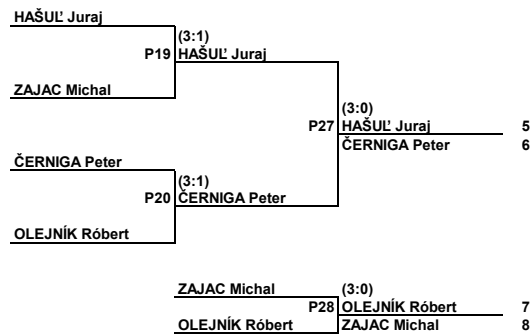 HAŠUĽ Juraj
(3:1)
P19 HAŠUĽ Juraj
ZAJAC Michal
(3:0)
P27 HAŠUĽ Juraj 5
ČERNIGA Peter 6
ČERNIGA Peter
(3:1)
P20 ČERNIGA Peter
OLEJNÍK Róbert
ZAJAC Michal (3:0)
P28 OLEJNÍK Róbert 7
OLEJNÍK Róbert ZAJAC Michal 8